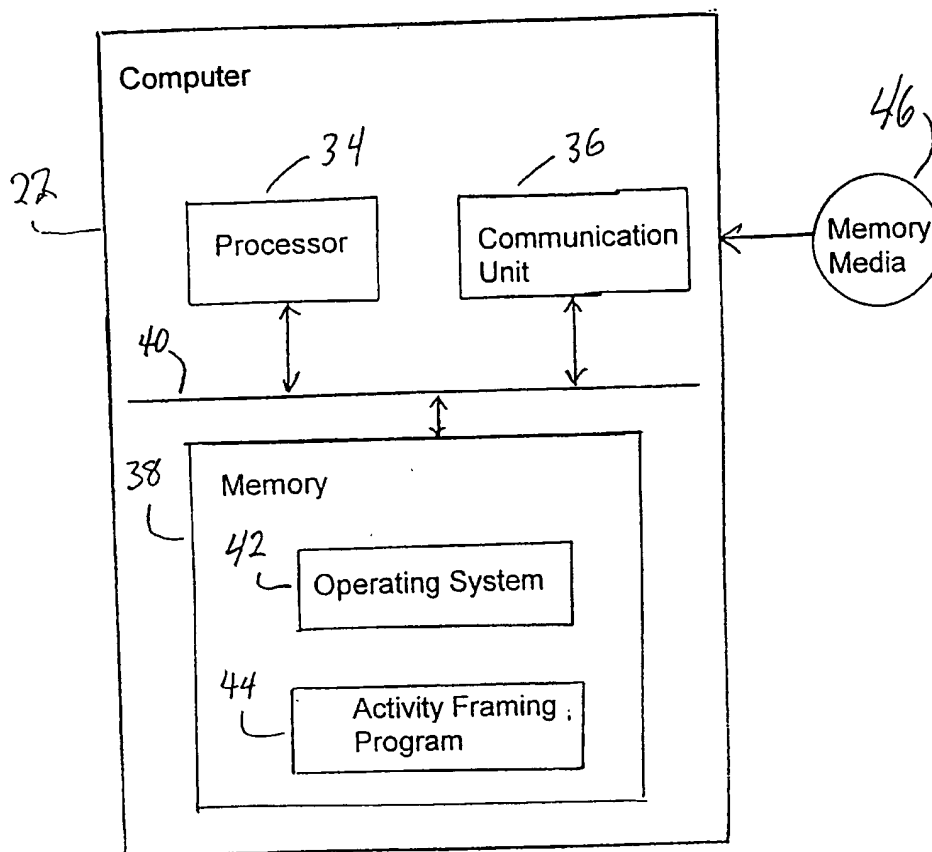 Computer
46
34
36
22
Processor
Communication
Unit
Memory
Media
40
38
Memory
42
Operating System
44
Activity Framing
Program